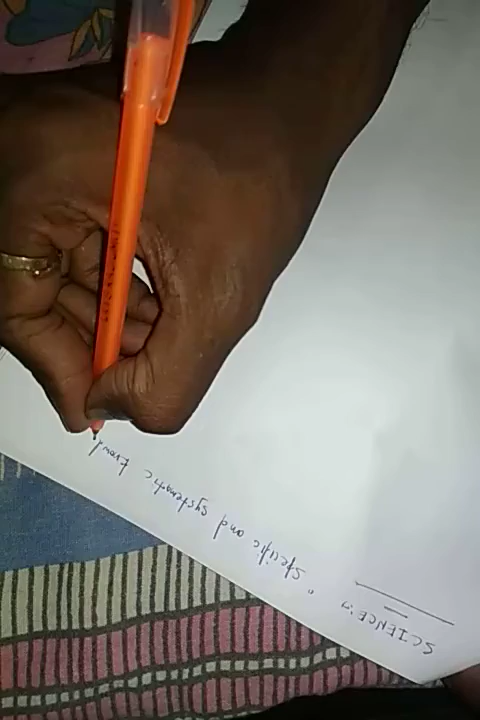 SCIENCE :-
" Specific and systematic knowl